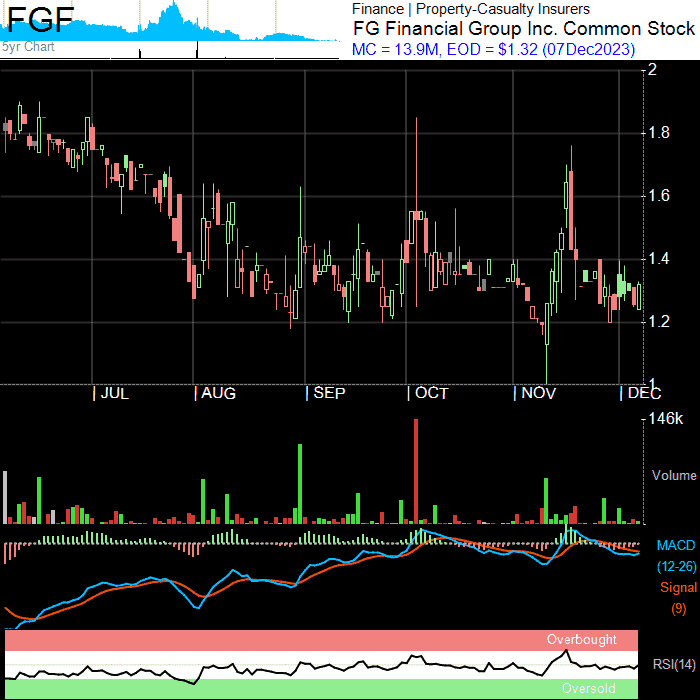 FGF
5yr Chart
Finance | Property-Casualty Insurers
FG Financial Group Inc. Common Stock
MC = 13.9M, EOD = $1.32 (07Dec2023)
2
1.8
1.6
1.4
1.2
1
JUL AUG SEP OCT NOV DEC
146k
Volume
MACD
(12-26)
Signal
(9)
Overbought
RSI(14)
Oversold